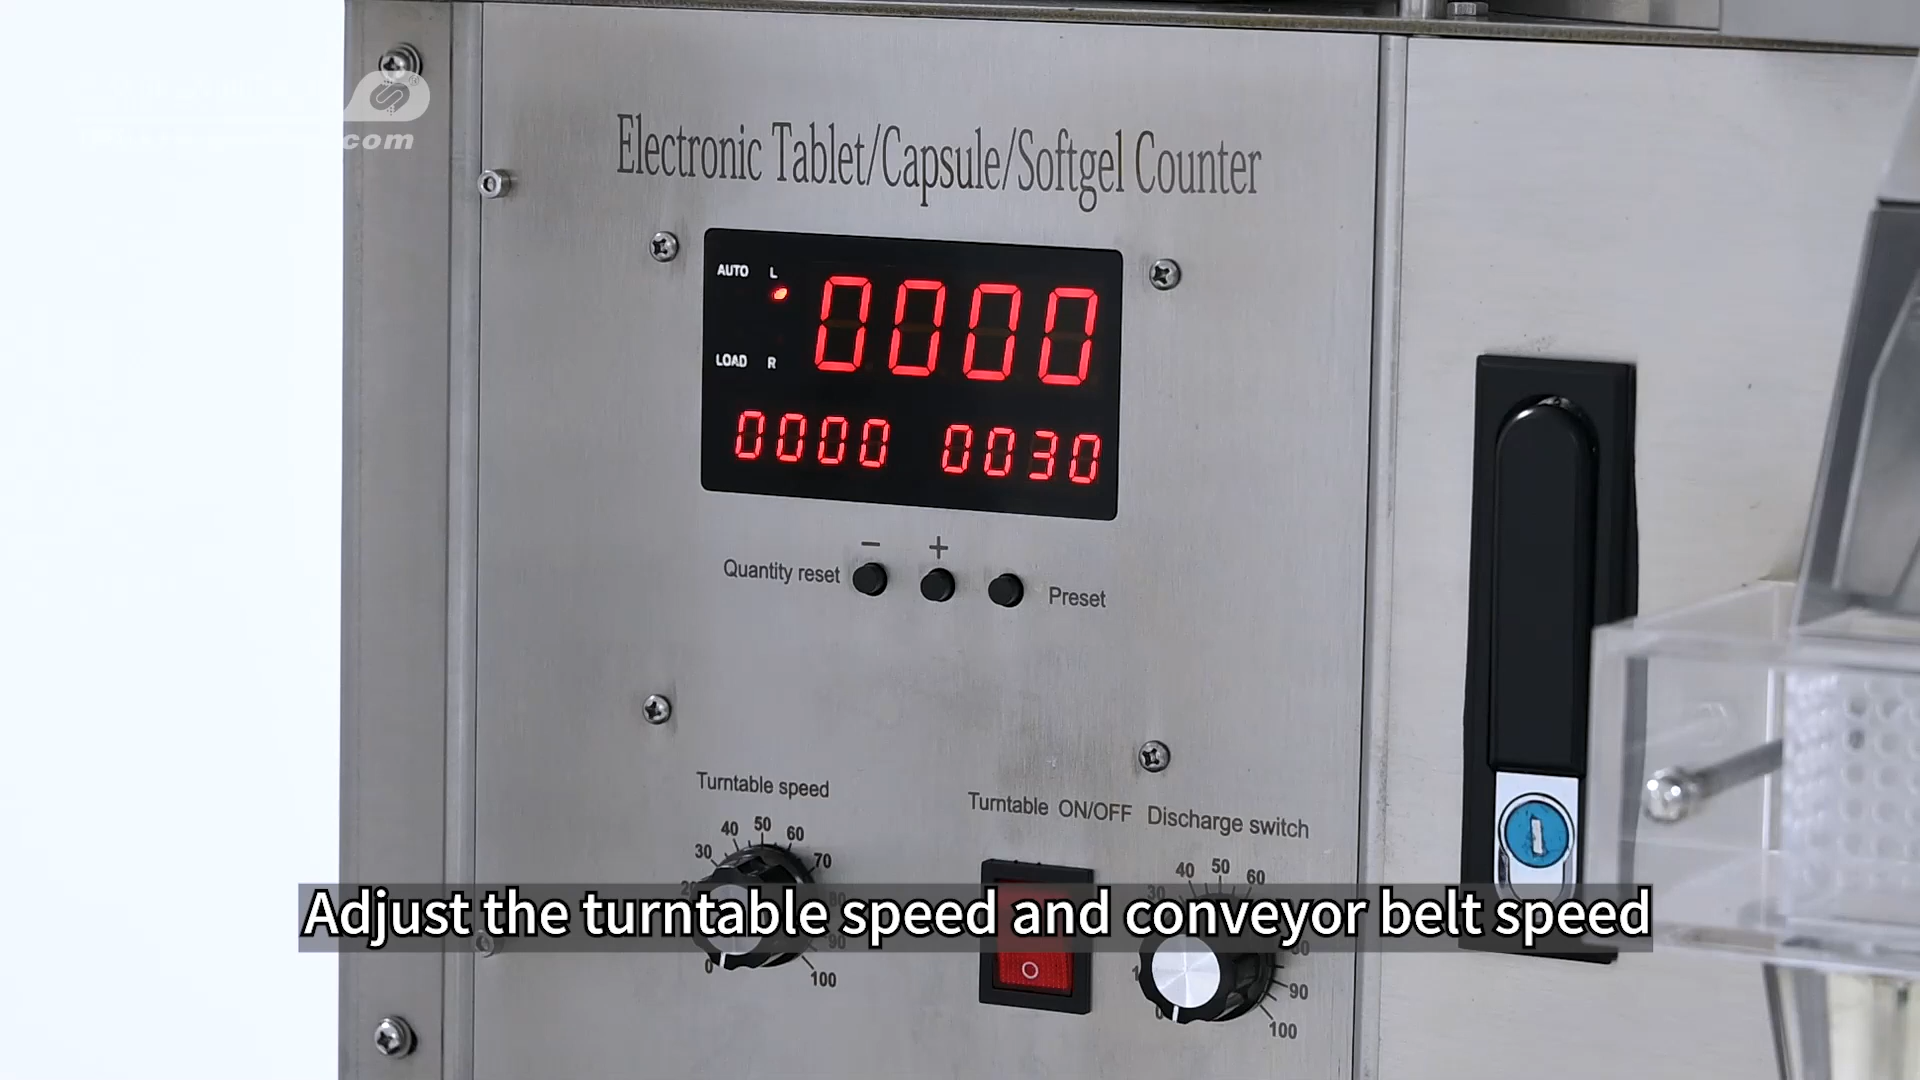 .com
Electronic Tablet/Capsule/Softgel Counter
AUTO L
0000
LOAD R
0000 0030
− +
Quantity reset Preset
Turntable speed
Turntable ON/OFF Discharge switch
30 40 50 60 70
90
0 100
40 50 60
90
100
Adjust the turntable speed and conveyor belt speed